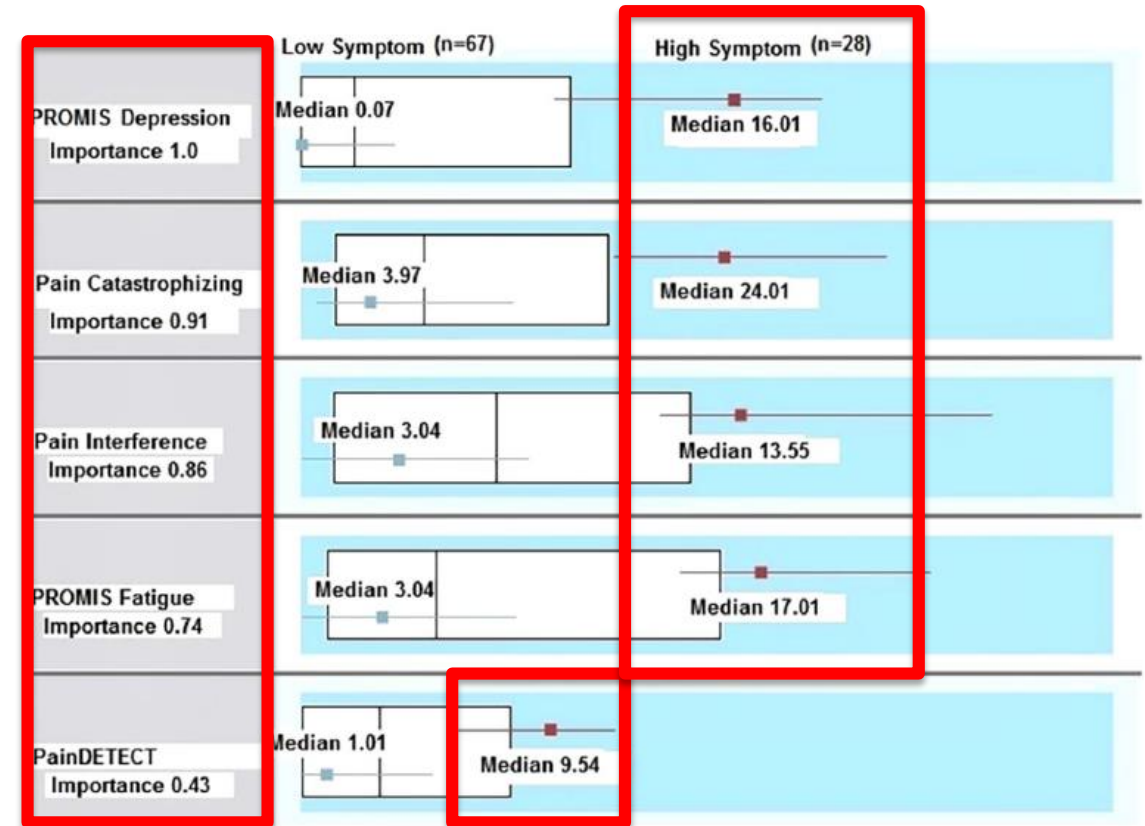 Low Symptom (n=67)
High Symptom (n=28)
PROMIS Depression
Importance 1.0
Median 0.07
Median 16.01
Pain Catastrophizing
Importance 0.91
Median 3.97
Median 24.01
Pain Interference
Importance 0.86
Median 3.04
Median 13.55
PROMIS Fatigue
Importance 0.74
Median 3.04
Median 17.01
PainDETECT
Importance 0.43
Median 1.01
Median 9.54